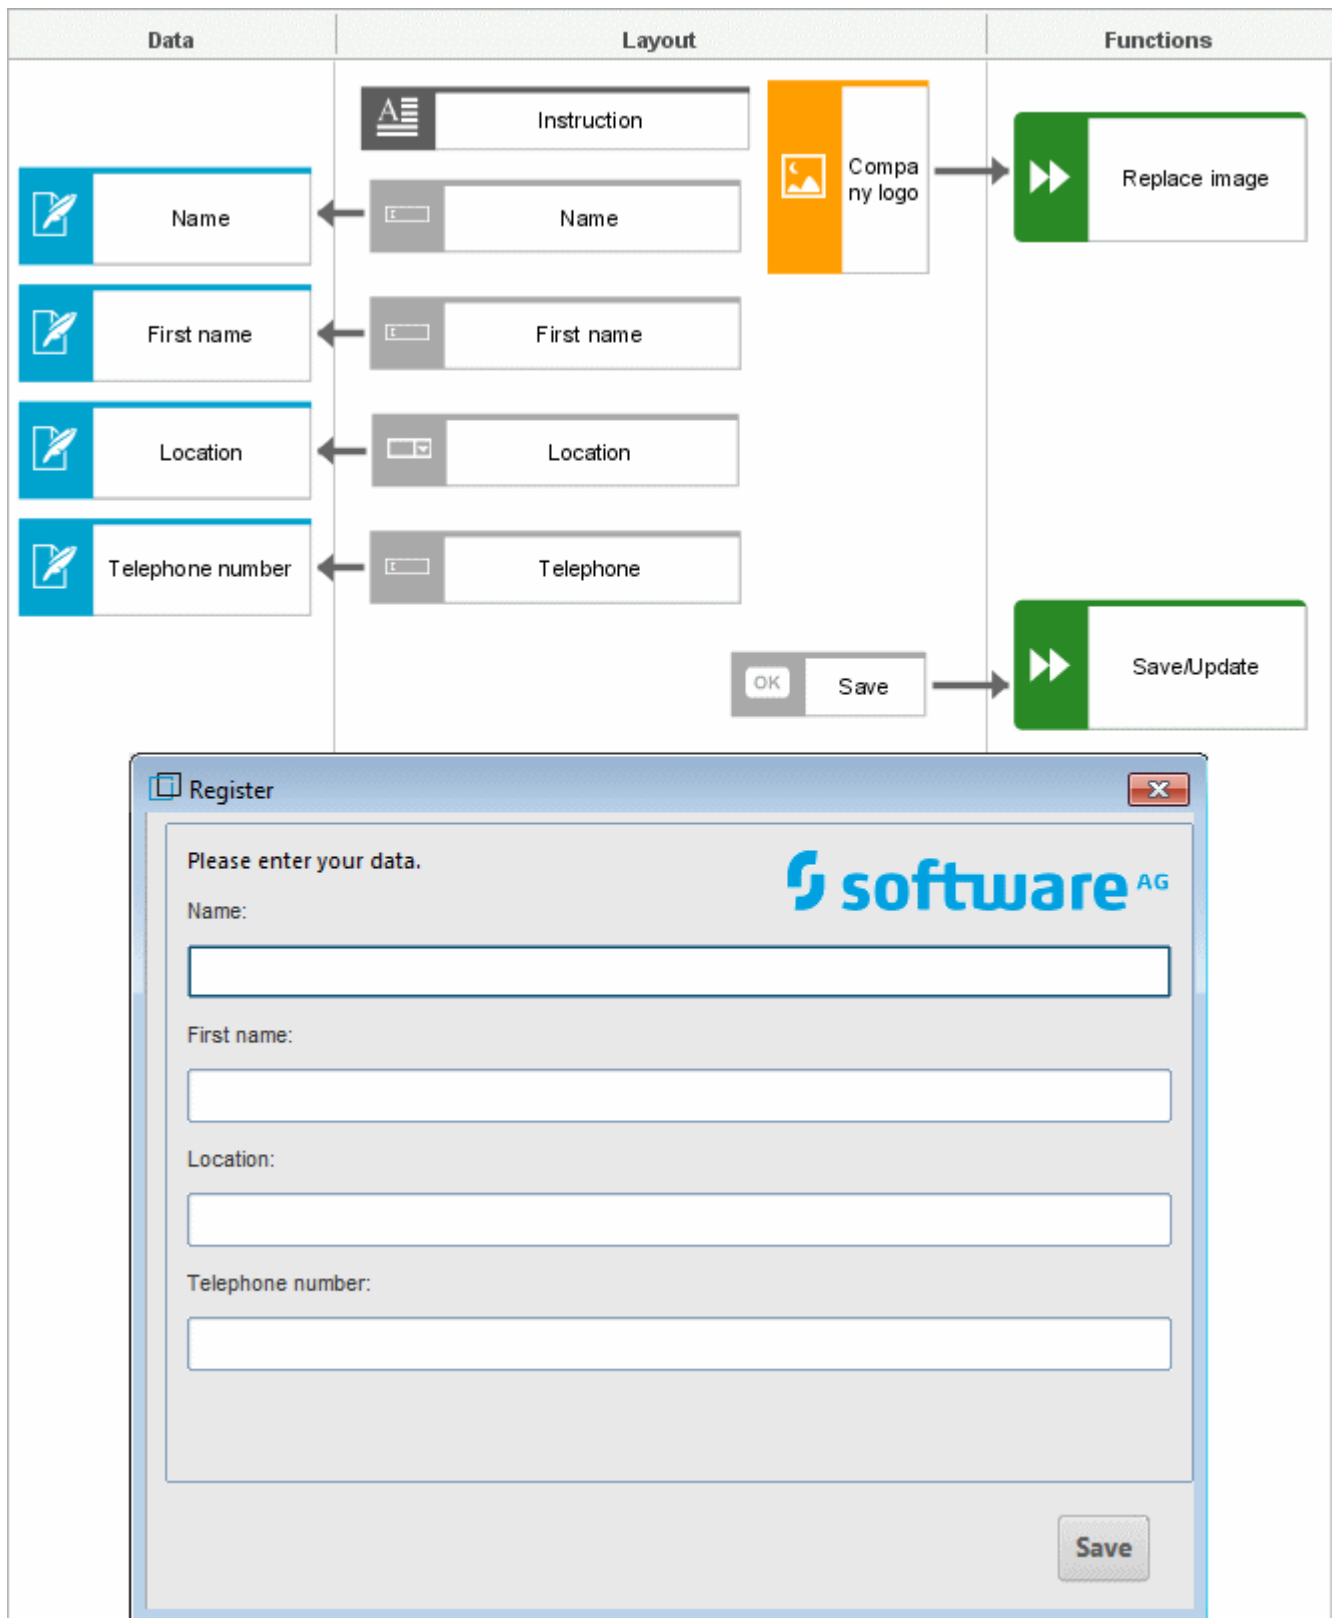 Data Layout Functions
Instruction
Compa
ny logo
Replace image
Name Name
First name First name
Location Location
Telephone number Telephone
OK Save Save/Update
Register
Please enter your data.
software AG
Name:
First name:
Location:
Telephone number:
Save